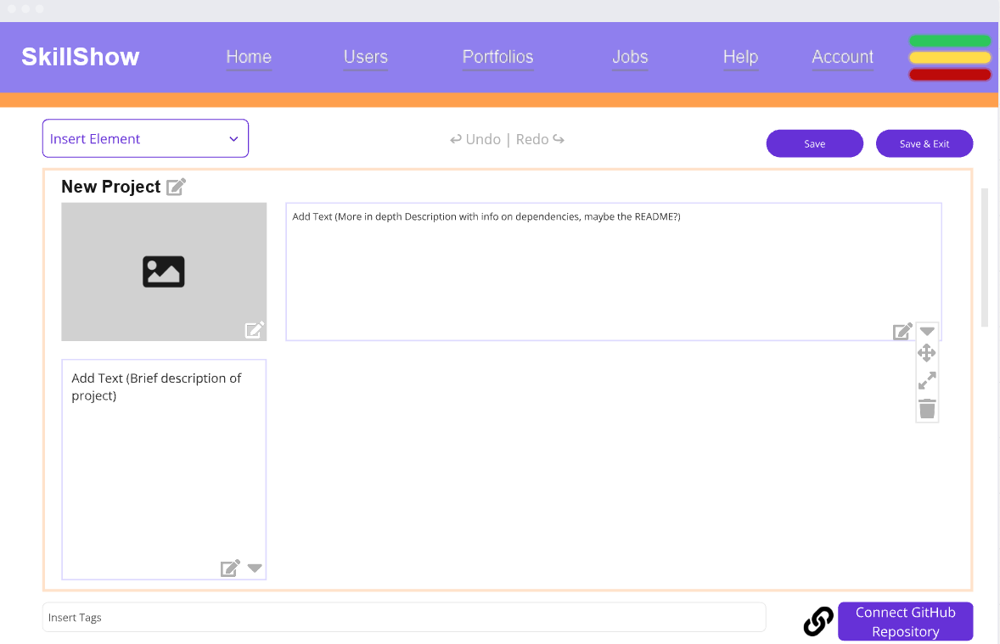 SkillShow Home Users Portfolios Jobs Help Account
Insert Element
Undo | Redo
Save
Save & Exit
New Project
Add Text (More in depth Description with info on dependencies, maybe the README?)
Add Text (Brief description of
project)
Insert Tags
Connect GitHub
Repository